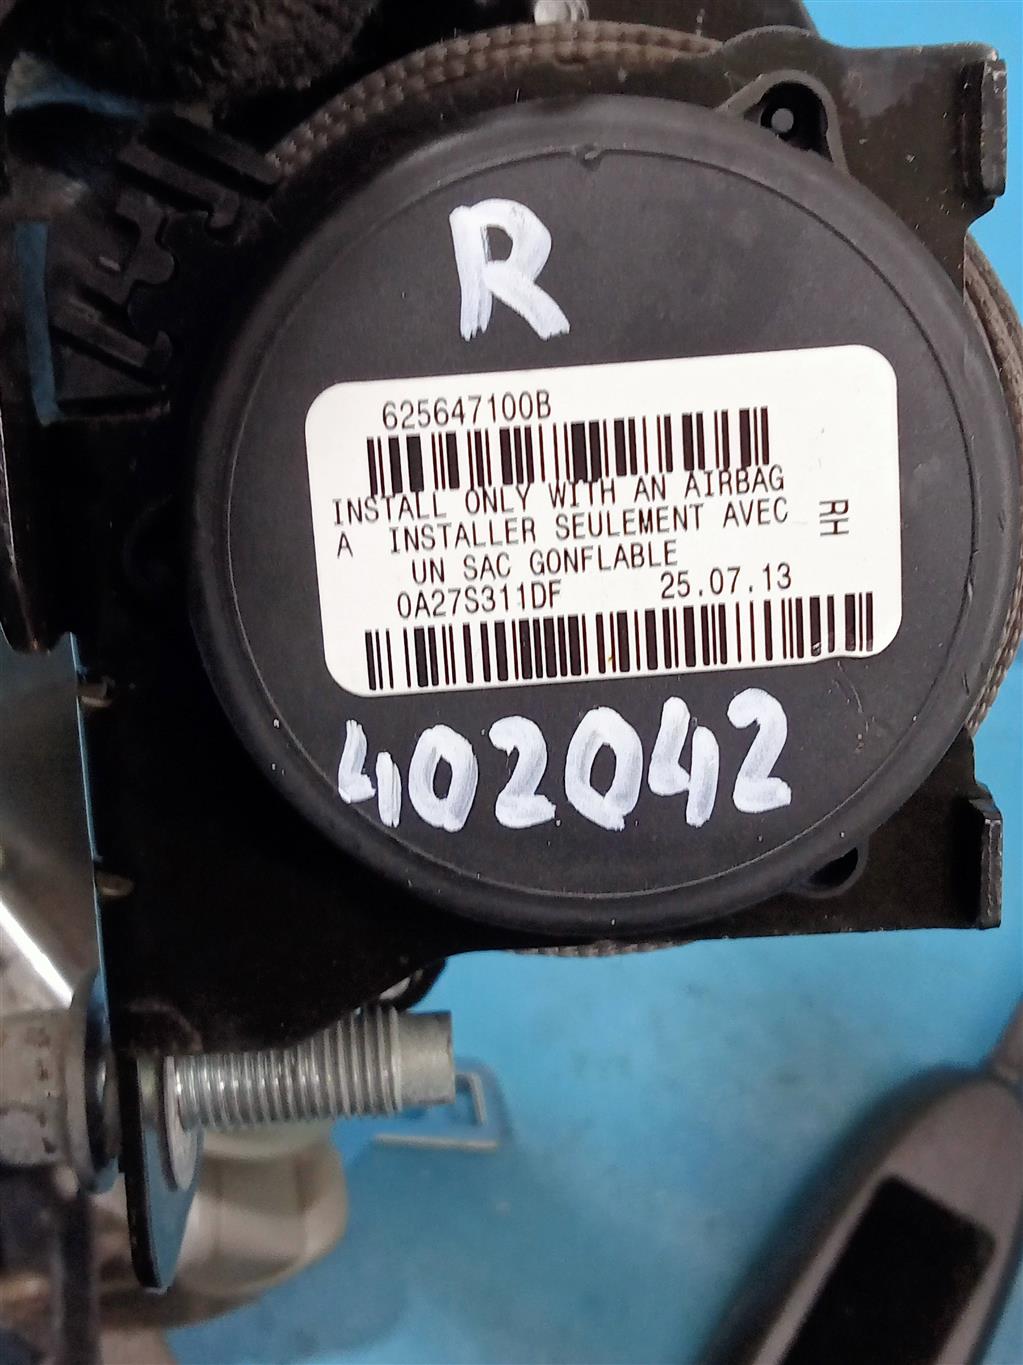 R
625647100B
INSTALL ONLY WITH AN AIRBAG
A INSTALLER SEULEMENT AVEC
UN SAC GONFLABLE
RH
0A27S311DF 25.07.13
402042